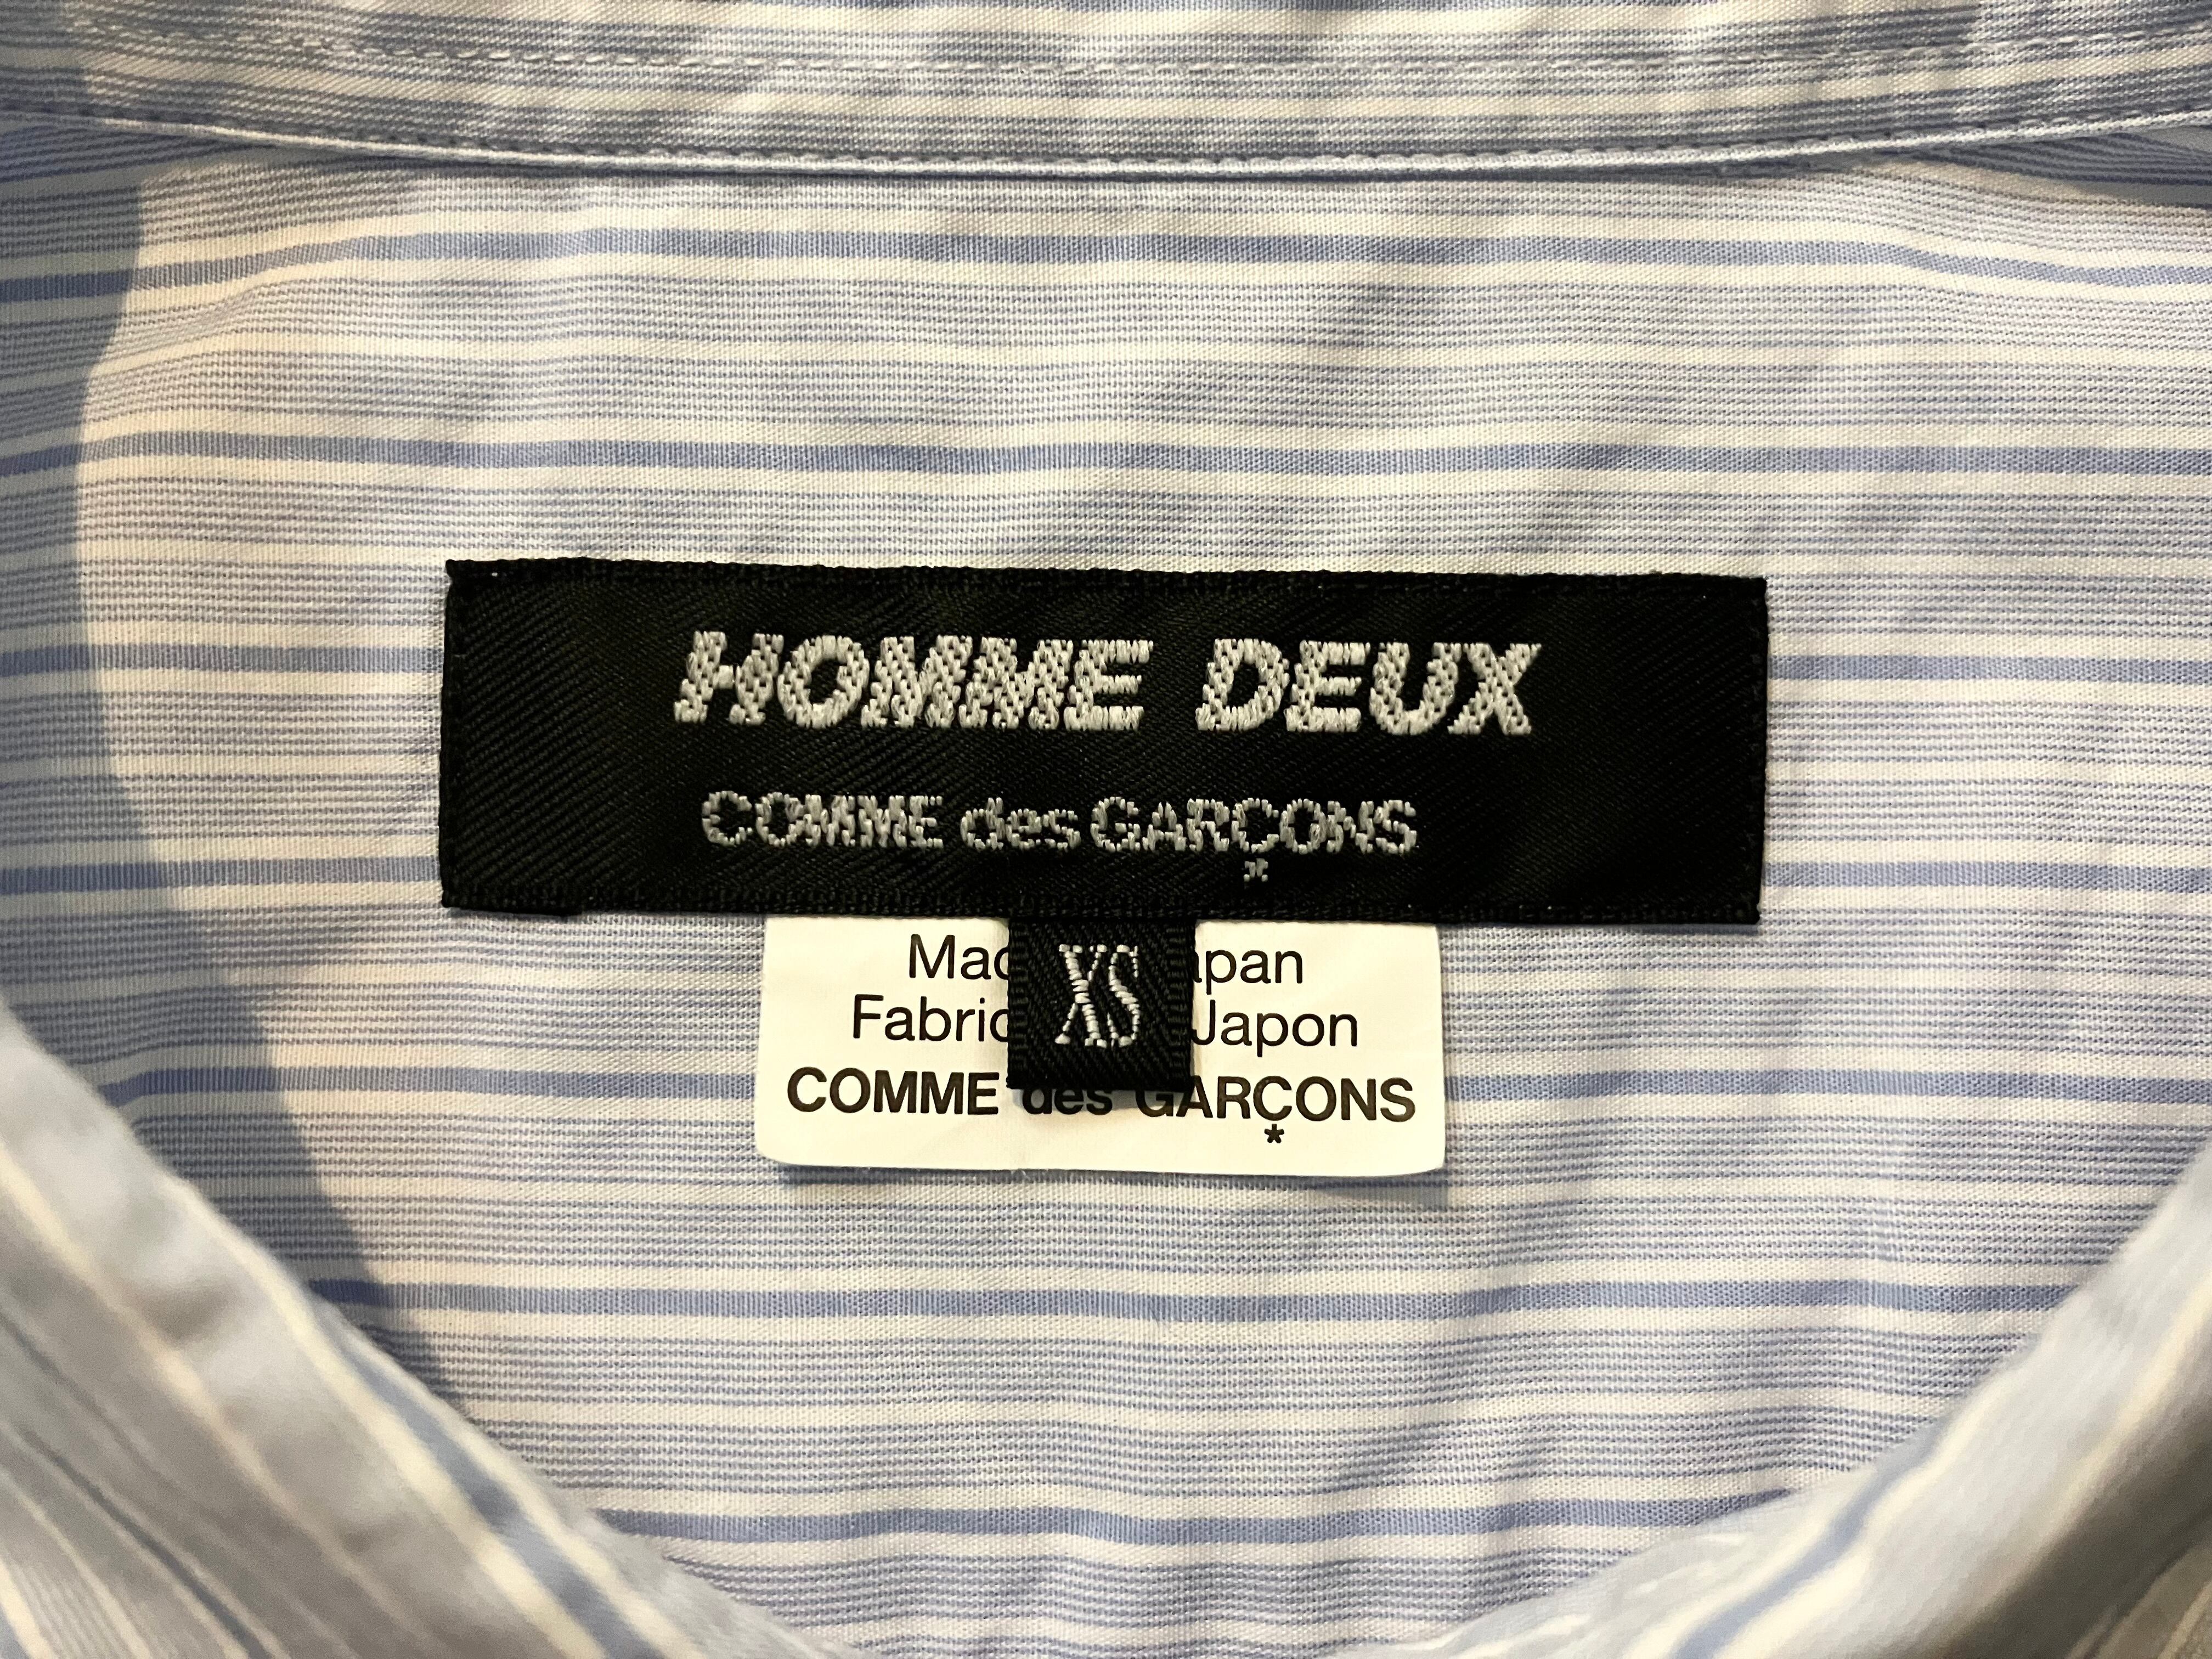 HOMME DEUX
COMME des GARÇONS
*
XS
Mac apan
Fabric Japon
COMME des GARÇONS
*